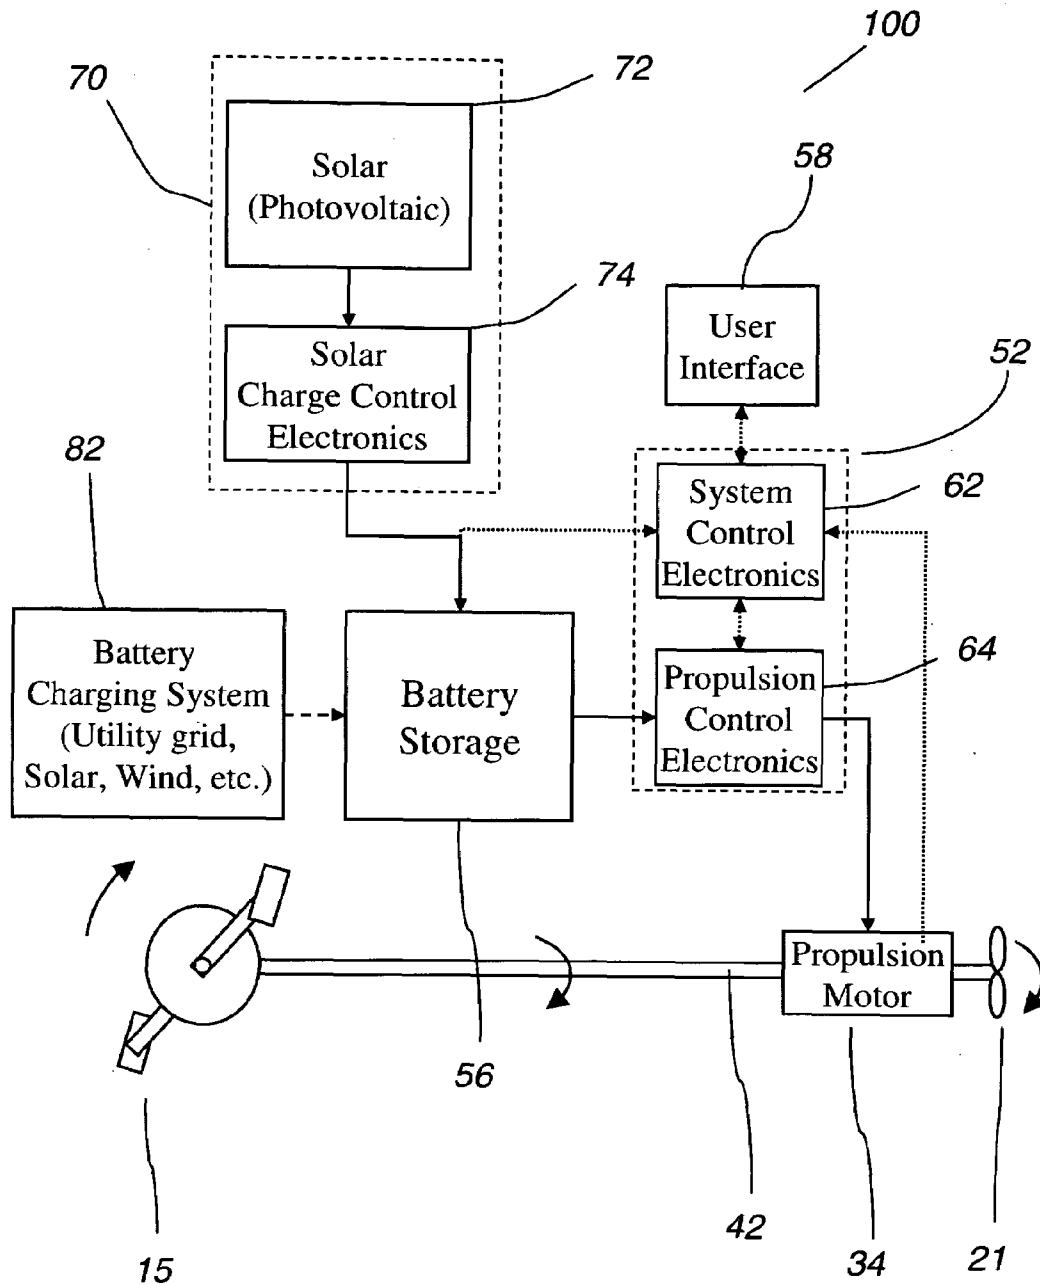 100
70
72
Solar
(Photovoltaic)
58
74
User
Interface
Solar
Charge Control
Electronics
52
82
System
Control
Electronics
62
Battery
Charging System
(Utility grid,
Solar, Wind, etc.)
Battery
Storage
Propulsion
Control
Electronics
64
Propulsion
Motor
56
42
34
21
15